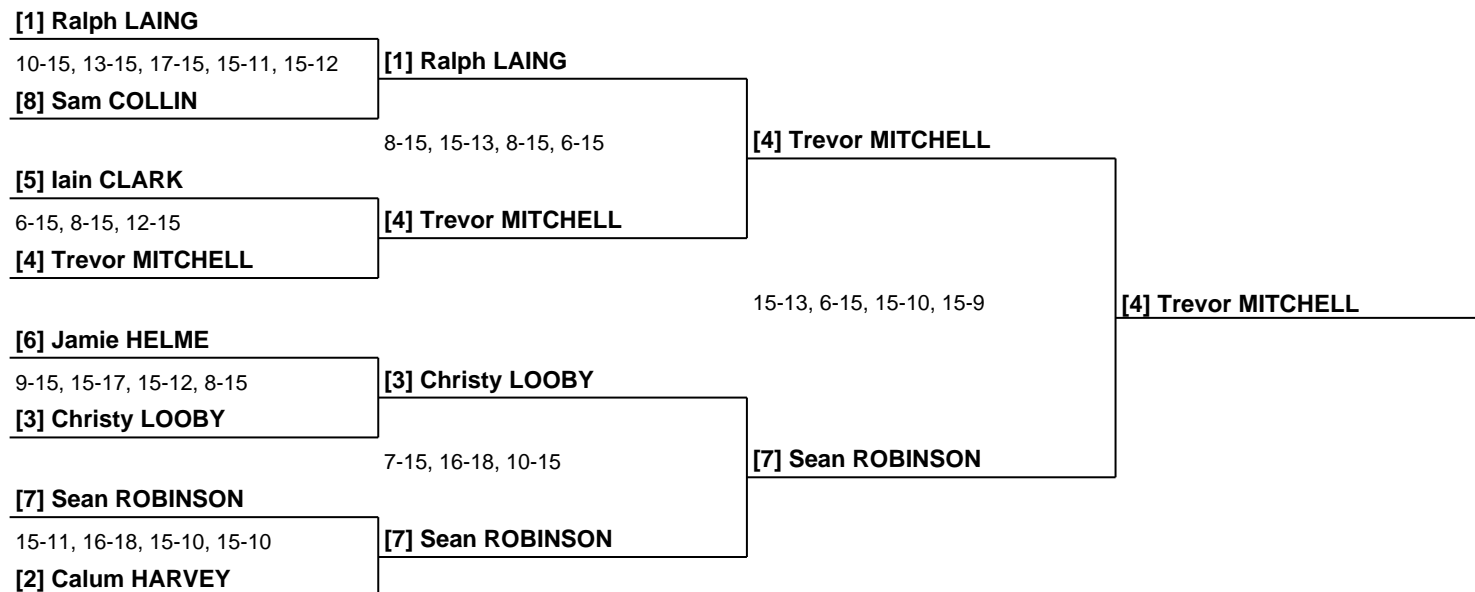 [1] Ralph LAING
10-15, 13-15, 17-15, 15-11, 15-12
[8] Sam COLLIN
[1] Ralph LAING
8-15, 15-13, 8-15, 6-15
[5] Iain CLARK
6-15, 8-15, 12-15
[4] Trevor MITCHELL
[4] Trevor MITCHELL
[4] Trevor MITCHELL
15-13, 6-15, 15-10, 15-9
[4] Trevor MITCHELL
[6] Jamie HELME
9-15, 15-17, 15-12, 8-15
[3] Christy LOOBY
[3] Christy LOOBY
7-15, 16-18, 10-15
[7] Sean ROBINSON
[7] Sean ROBINSON
15-11, 16-18, 15-10, 15-10
[2] Calum HARVEY
[7] Sean ROBINSON